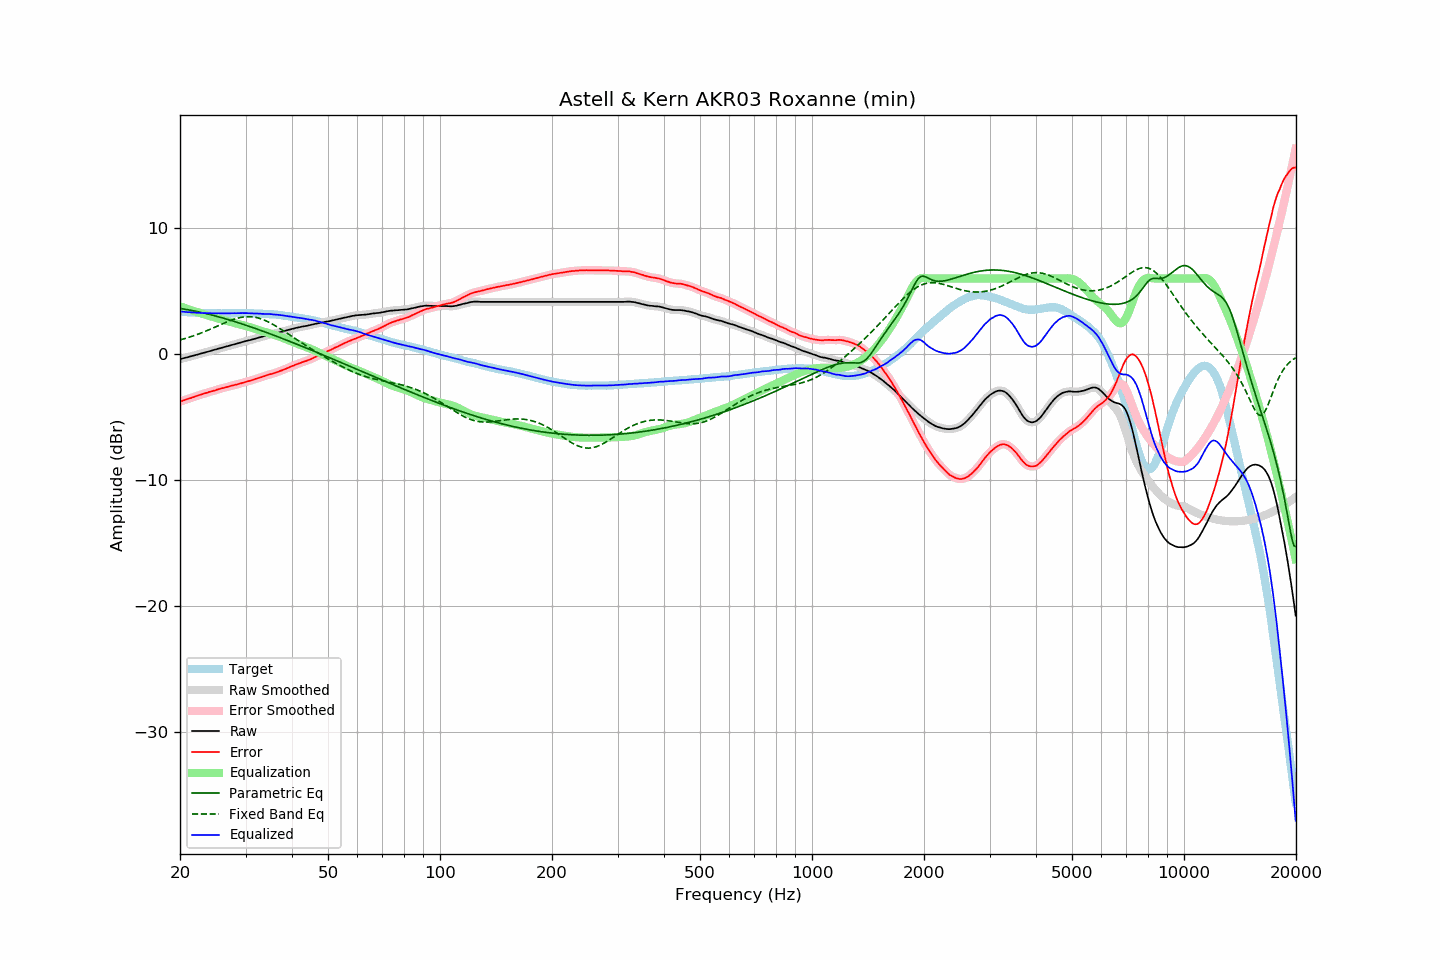 Astell & Kern AKR03 Roxanne (min)
Amplitude (dBr)
10
0
−10
−20
−30
Target
Raw Smoothed
Error Smoothed
Raw
Error
Equalization
Parametric Eq
Fixed Band Eq
Equalized
20 50 100 200 500 1000 2000 5000 10000 20000
Frequency (Hz)